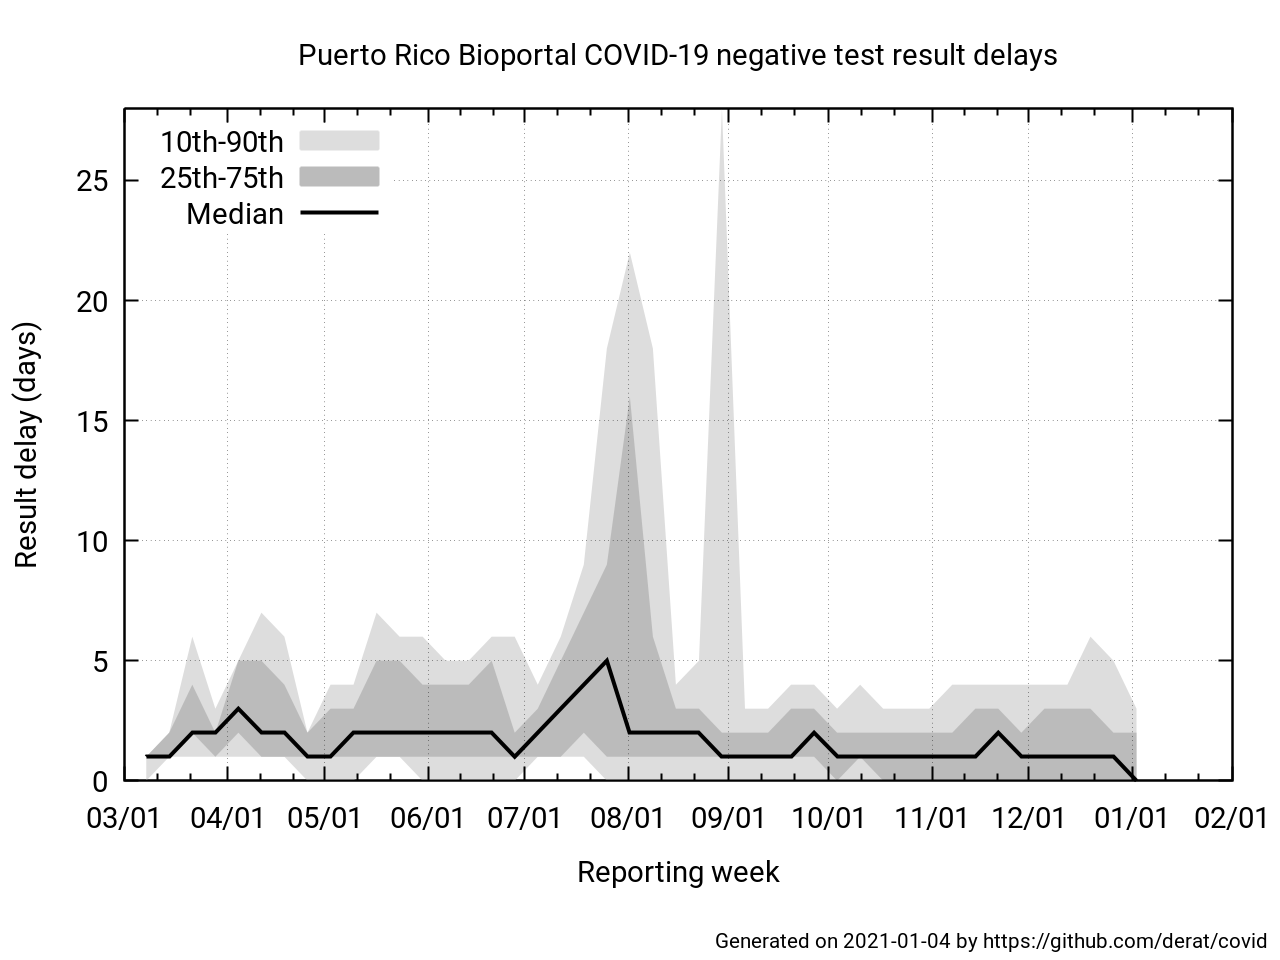 Puerto Rico Bioportal COVID-19 negative test result delays
10th-90th
25th-75th
Median
25
20
15
10
5
0
Result delay (days)
03/01 04/01 05/01 06/01 07/01 08/01 09/01 10/01 11/01 12/01 01/01 02/01
Reporting week
Generated on 2021-01-04 by https://github.com/derat/covid